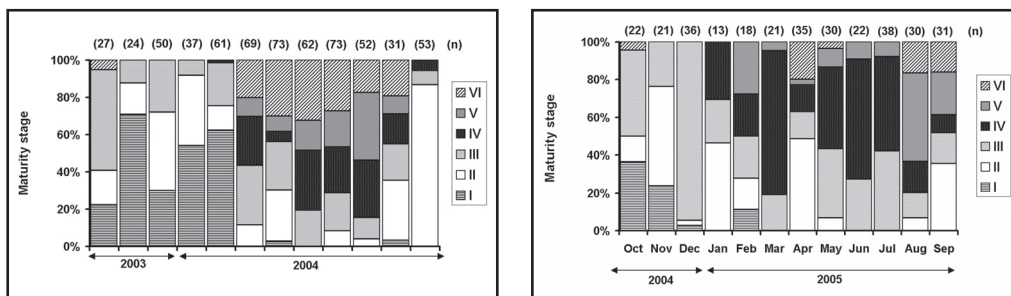 (27) (24) (50) (37) (61) (69) (73) (62) (73) (52) (31) (53) (n)
100%
80%
60%
40%
20%
0%
Maturity stage
VI
V
IV
III
II
I
2003
2004
(22) (21) (36) (13) (18) (21) (35) (30) (22) (38) (30) (31) (n)
100%
80%
60%
40%
20%
0%
Maturity stage
VI
V
IV
III
II
I
Oct Nov Dec Jan Feb Mar Apr May Jun Jul Aug Sep
2004
2005